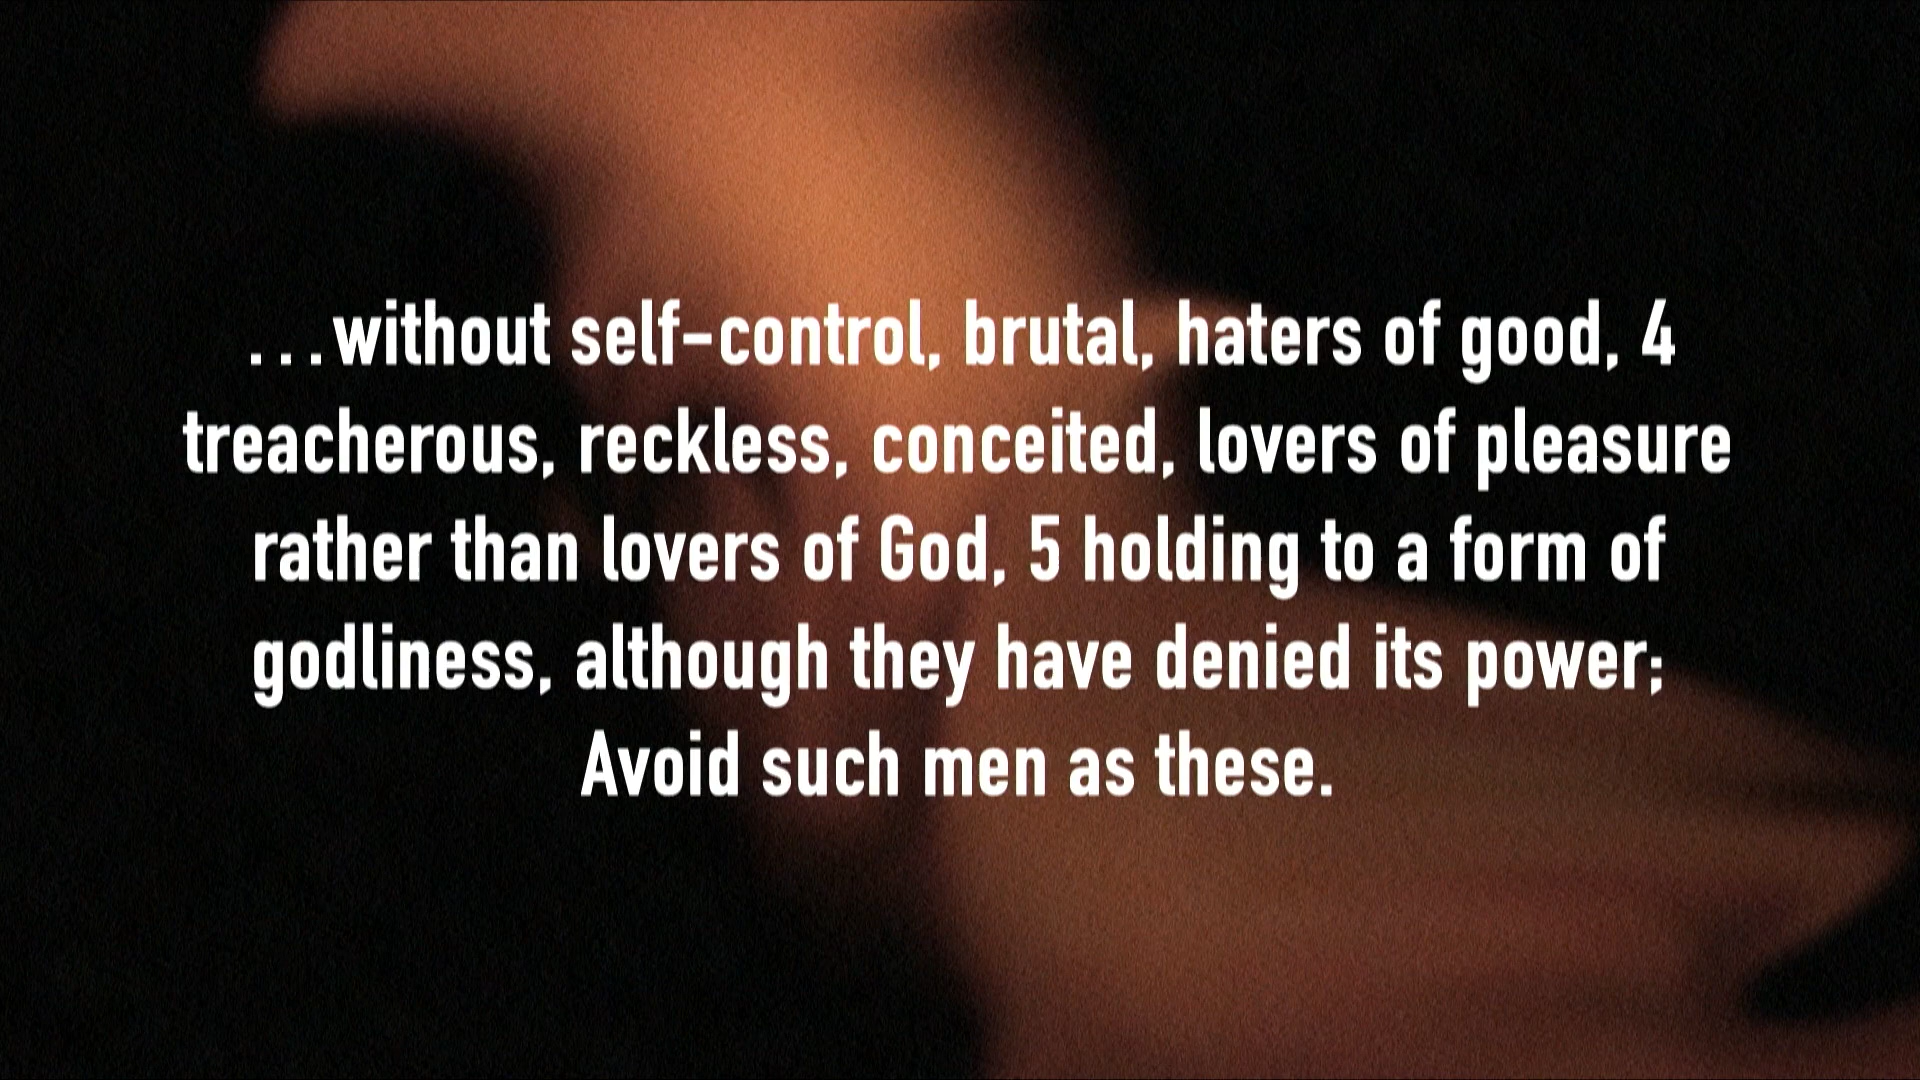 ...without self-control, brutal, haters of good, 4
treacherous, reckless, conceited, lovers of pleasure
rather than lovers of God, 5 holding to a form of
godliness, although they have denied its power;
Avoid such men as these.